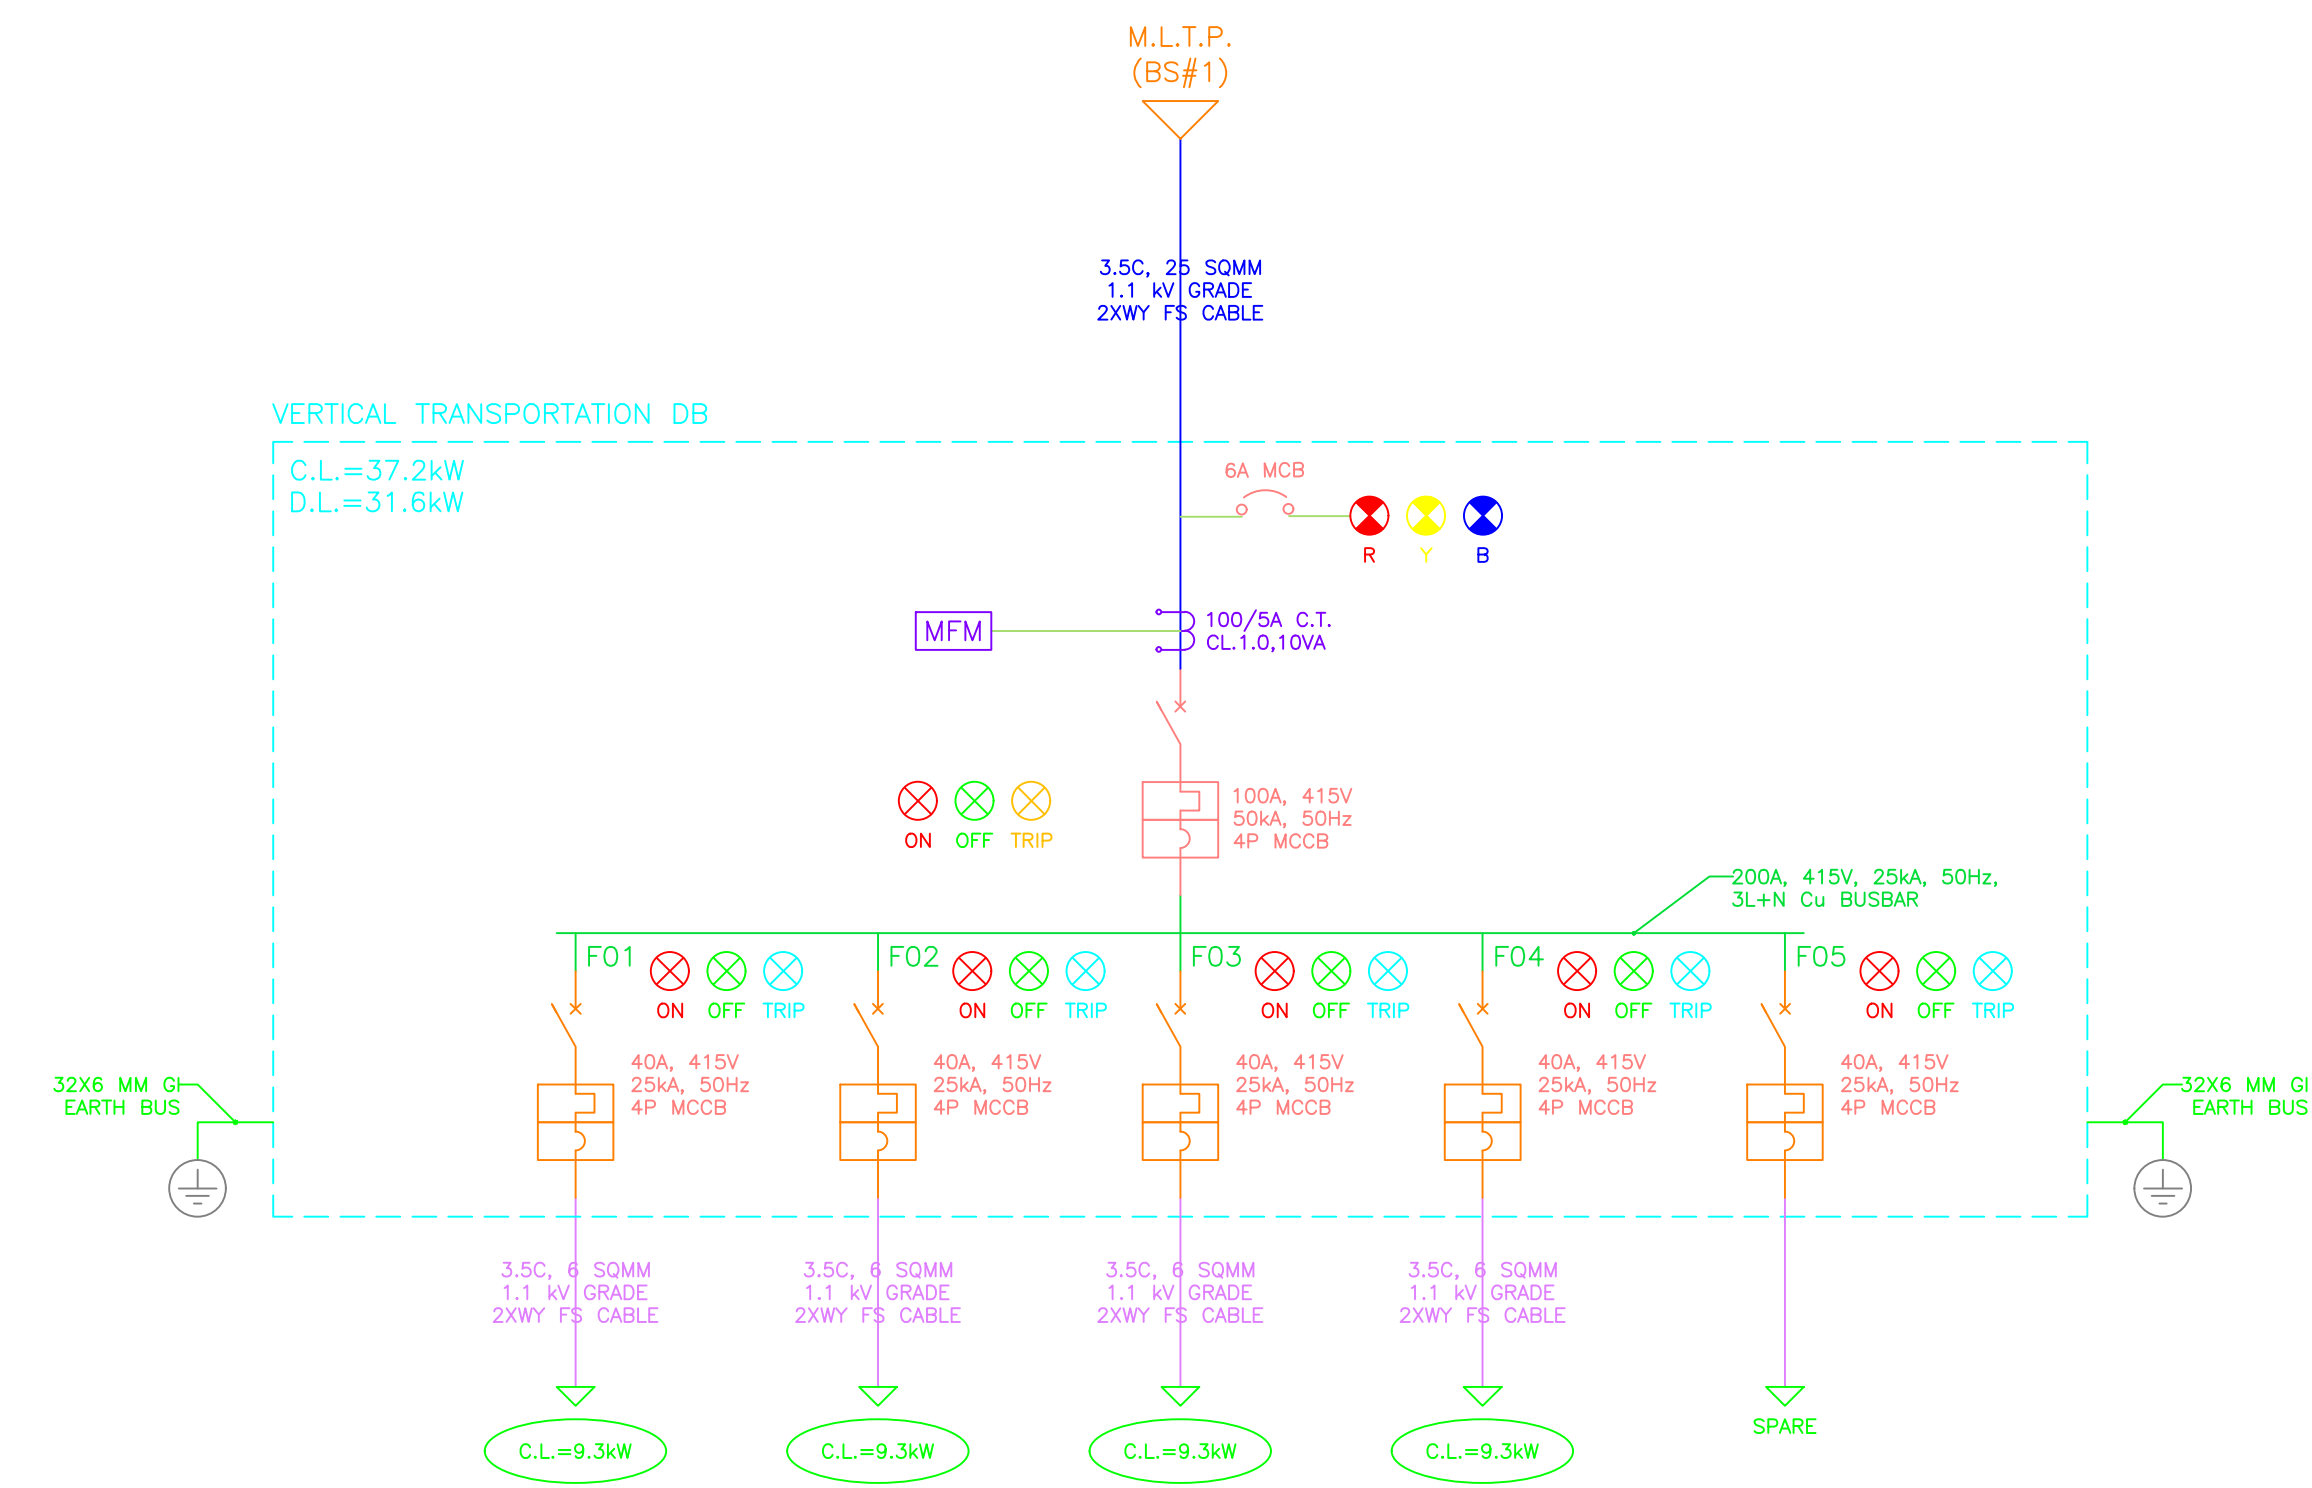 M.L.T.P.
(BS#1)
3.5C, 25 SQMM
1.1 kV GRADE
2XWY FS CABLE
VERTICAL TRANSPORTATION DB
C.L.=37.2kW
D.L.=31.6kW
6A MCB
R Y B
MFM
100/5A C.T.
CL.1.0,10VA
ON OFF TRIP
100A, 415V
50kA, 50Hz
4P MCCB
200A, 415V, 25kA, 50Hz,
3L+N Cu BUSBAR
FO1
ON OFF TRIP
FO2
ON OFF TRIP
FO3
ON OFF TRIP
FO4
ON OFF TRIP
FO5
ON OFF TRIP
40A, 415V
25kA, 50Hz
4P MCCB
40A, 415V
25kA, 50Hz
4P MCCB
40A, 415V
25kA, 50Hz
4P MCCB
40A, 415V
25kA, 50Hz
4P MCCB
40A, 415V
25kA, 50Hz
4P MCCB
32X6 MM GI
EARTH BUS
32X6 MM GI
EARTH BUS
3.5C, 6 SQMM
1.1 kV GRADE
2XWY FS CABLE
3.5C, 6 SQMM
1.1 kV GRADE
2XWY FS CABLE
3.5C, 6 SQMM
1.1 kV GRADE
2XWY FS CABLE
3.5C, 6 SQMM
1.1 kV GRADE
2XWY FS CABLE
C.L.=9.3kW
C.L.=9.3kW
C.L.=9.3kW
C.L.=9.3kW
SPARE